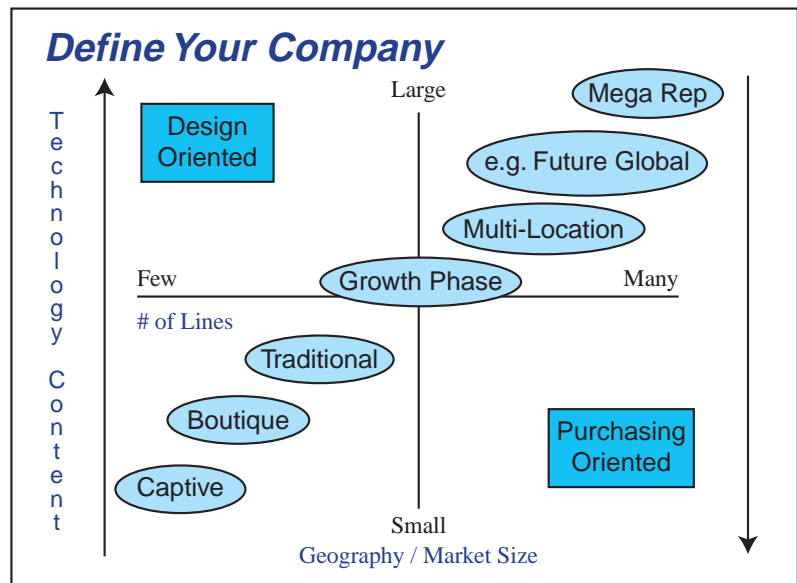 Define Your Company
Technology Content
Large
Mega Rep
Design
Oriented
e.g. Future Global
Multi-Location
Few
Growth Phase
Many
# of Lines
Traditional
Boutique
Purchasing
Oriented
Captive
Small
Geography / Market Size